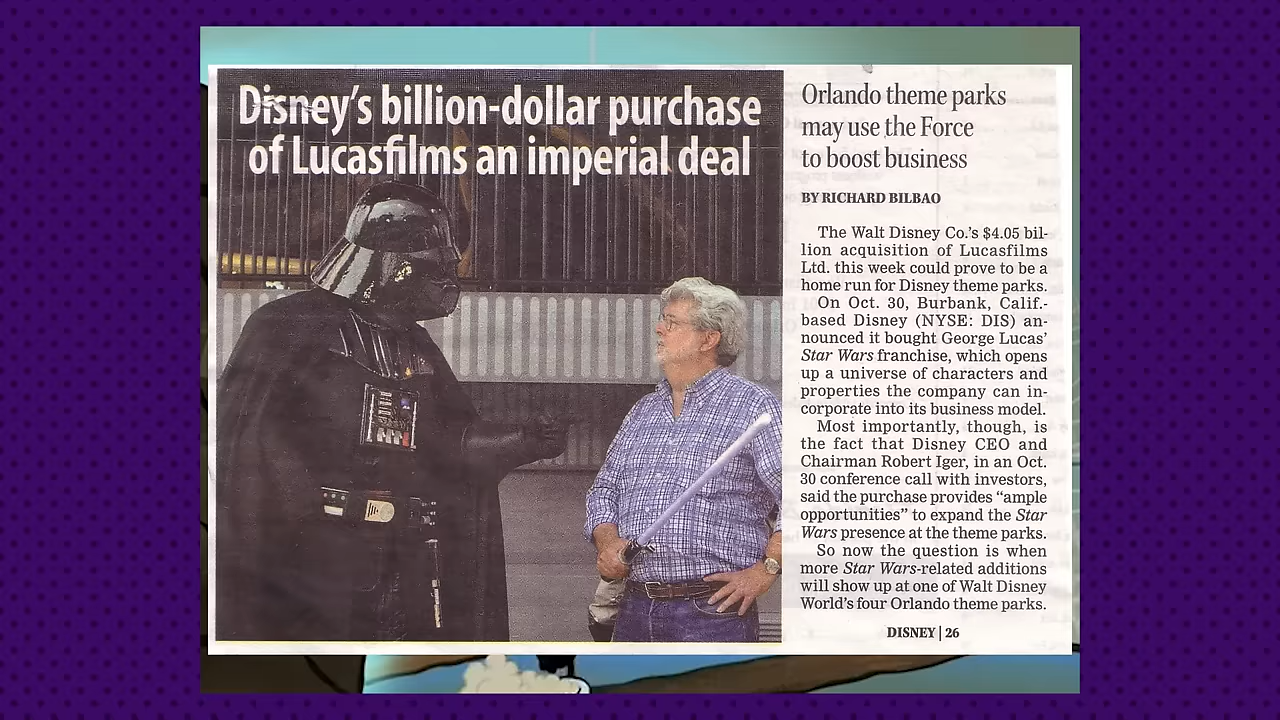 Disney's billion-dollar purchase
of Lucasfilms an imperial deal
Orlando theme parks
may use the Force
to boost business
BY RICHARD BILBAO
The Walt Disney Co.'s $4.05 bil-
lion acquisition of Lucasfilms
Ltd. this week could prove to be a
home run for Disney theme parks.
On Oct. 30, Burbank, Calif.-
based Disney (NYSE: DIS) an-
nounced it bought George Lucas'
Star Wars franchise, which opens
up a universe of characters and
properties the company can in-
corporate into its business model.
Most importantly, though, is
the fact that Disney CEO and
Chairman Robert Iger, in an Oct.
30 conference call with investors,
said the purchase provides “ample
opportunities” to expand the Star
Wars presence at the theme parks.
So now the question is when
more Star Wars-related additions
will show up at one of Walt Disney
World's four Orlando theme parks.
DISNEY | 26